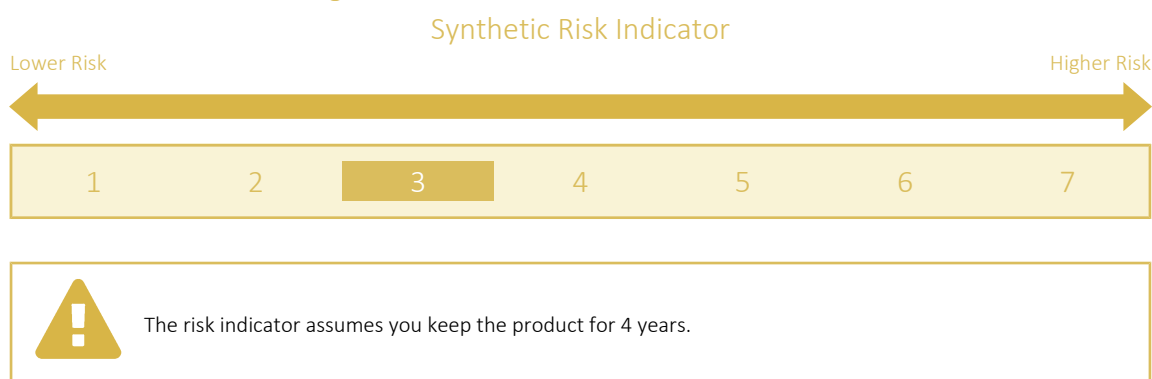 Synthetic Risk Indicator
Lower Risk Higher Risk
1 2 3 4 5 6 7
The risk indicator assumes you keep the product for 4 years.